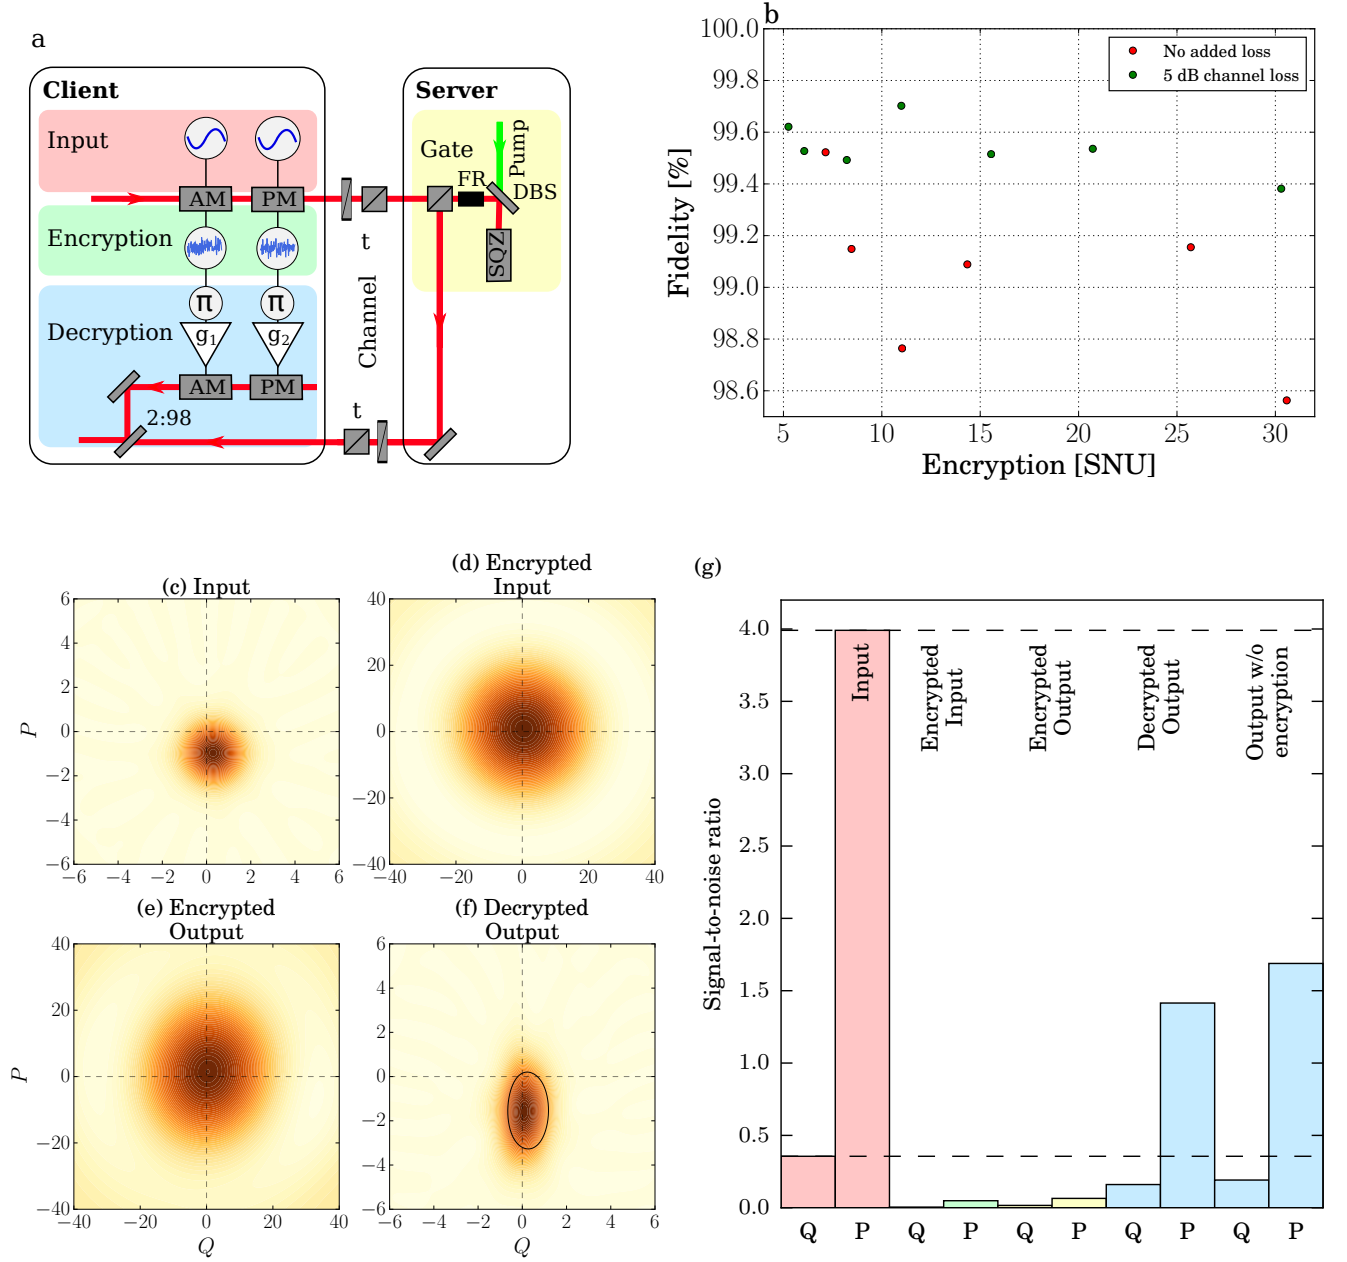 a
Client
Input
AM
PM
Encryption
π
π
Decryption
g1
g2
AM
PM
2:98
t
Channel
t
Server
Gate
Pump
FR
DBS
SQZ
b
100.0
99.8
99.6
99.4
99.2
99.0
98.8
98.6
Fidelity [%]
No added loss
5 dB channel loss
5
10
15
20
25
30
Encryption [SNU]
(c) Input
6
4
2
0
−2
−4
−6
P
−6
−4
−2
0
2
4
6
(d) Encrypted
Input
40
20
0
−20
−40
−40
−20
0
20
40
(e) Encrypted
Output
40
20
0
−20
−40
P
−40
−20
0
20
40
Q
(f) Decrypted
Output
6
4
2
0
−2
−4
−6
−6
−4
−2
0
2
4
6
Q
(g)
Signal-to-noise ratio
4.0
3.5
3.0
2.5
2.0
1.5
1.0
0.5
0.0
Input
Encrypted
Input
Encrypted
Output
Decrypted
Output
Output w/o
encryption
Q P Q P Q P Q P Q P